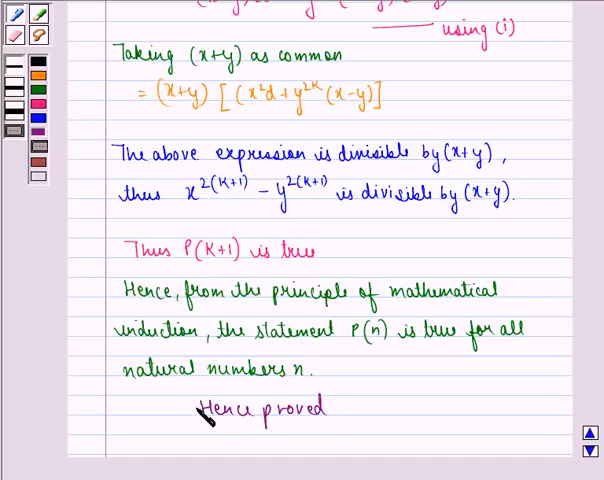 using (i)
Taking (x+y) as common
= (x+y) [ (x²d + y²ᴷ (x-y)]
The above expression is divisible by (x+y),
thus x²⁽ᴷ⁺¹⁾ - y²⁽ᴷ⁺¹⁾ is divisible by (x+y).
Thus P(K+1) is true
Hence, from the principle of mathematical
induction, the statement P(n) is true for all
natural numbers n.
Hence proved